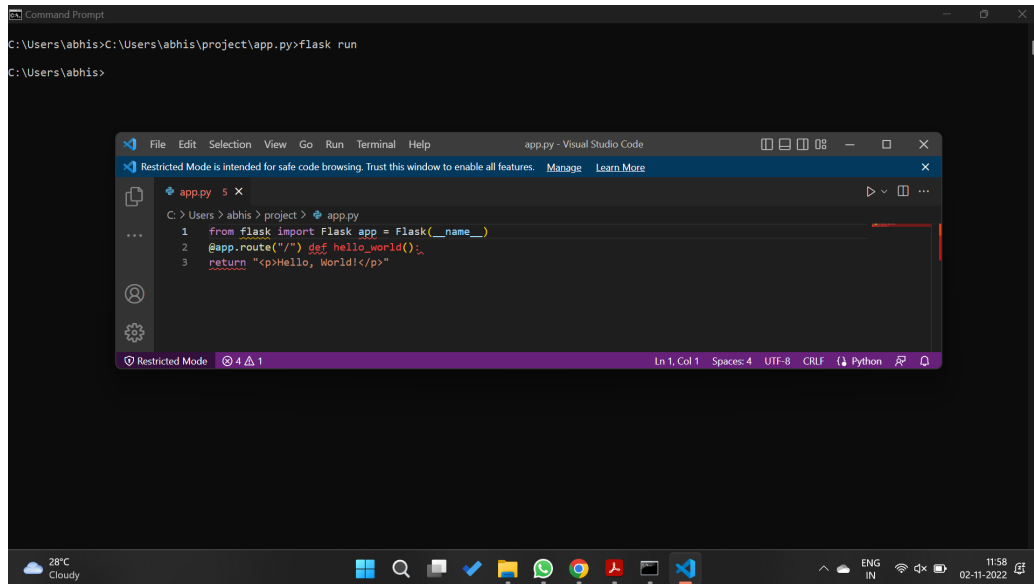 Command Prompt
C:\Users\abhis>C:\Users\abhis\project\app.py>flask run
C:\Users\abhis>
File Edit Selection View Go Run Terminal Help app.py - Visual Studio Code
Restricted Mode is intended for safe code browsing. Trust this window to enable all features. Manage Learn More
app.py 5
C: > Users > abhis > project > app.py
1 from flask import Flask app = Flask(__name__)
2 @app.route("/") def hello_world():
3 return "<p>Hello, World!</p>"
Restricted Mode 4 1 Ln 1, Col 1 Spaces: 4 UTF-8 CRLF Python
28°C
Cloudy
ENG
IN
11:58
02-11-2022